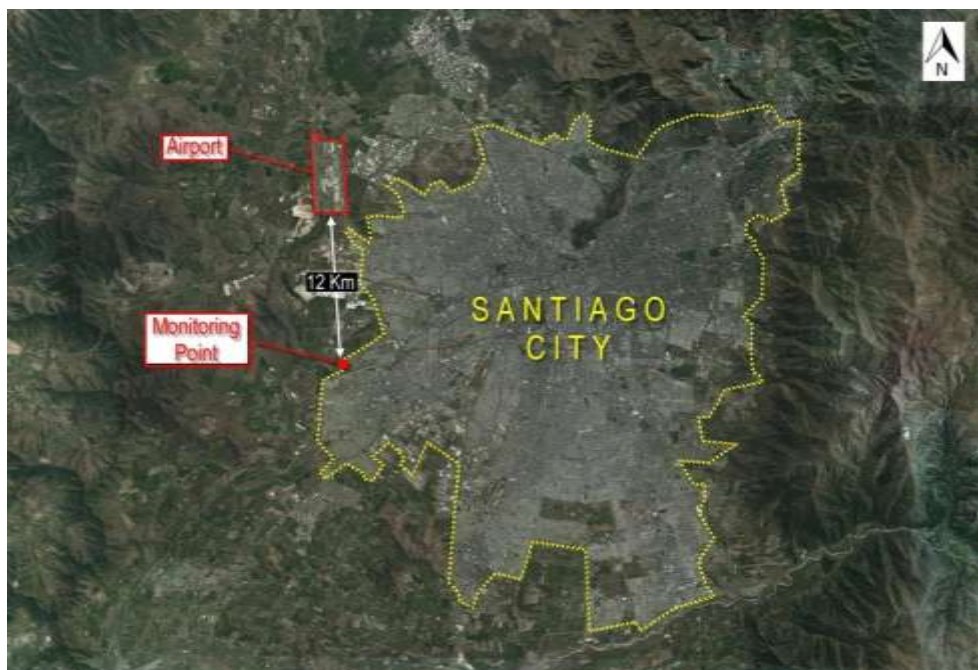 N
Airport
12 Km
SANTIAGO
CITY
Monitoring
Point